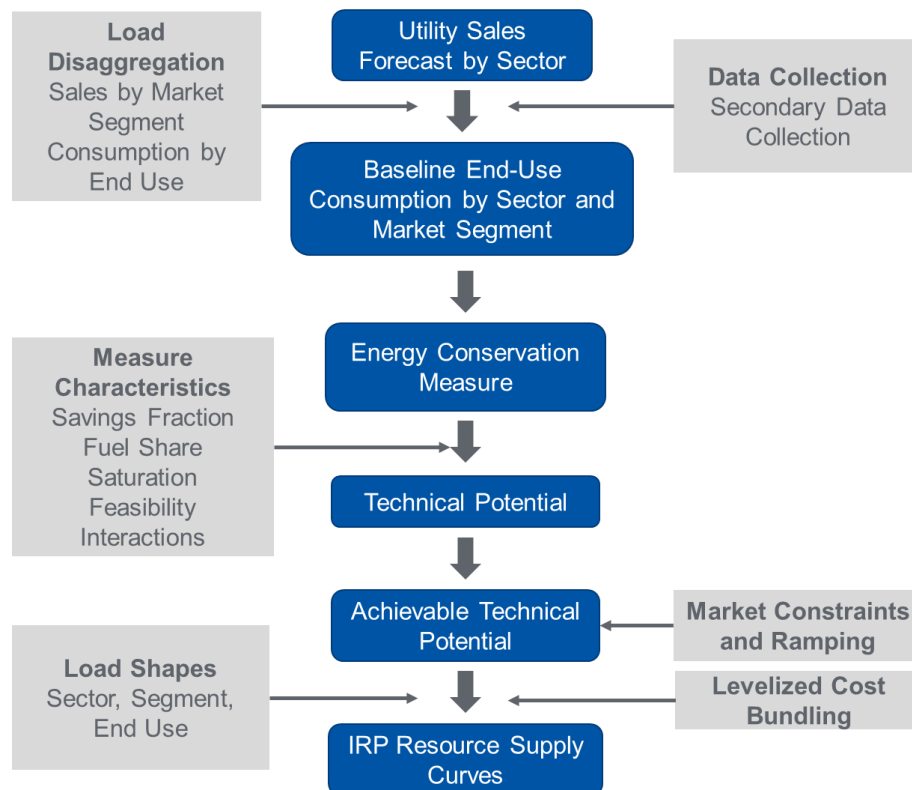 Load
Disaggregation
Sales by Market
Segment
Consumption by
End Use
Utility Sales
Forecast by Sector
Data Collection
Secondary Data
Collection
Baseline End-Use
Consumption by Sector and
Market Segment
Energy Conservation
Measure
Measure
Characteristics
Savings Fraction
Fuel Share
Saturation
Feasibility
Interactions
Technical Potential
Achievable Technical
Potential
Market Constraints
and Ramping
Load Shapes
Sector, Segment,
End Use
Levelized Cost
Bundling
IRP Resource Supply
Curves